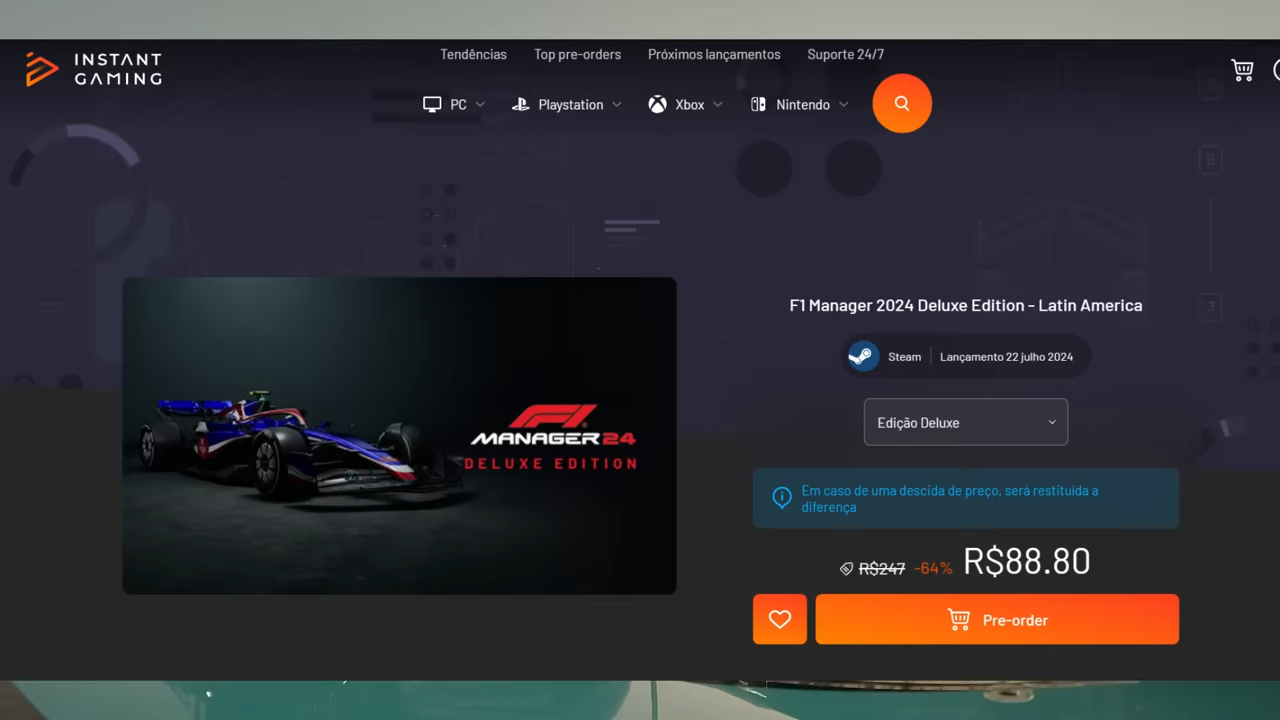 INSTANT
GAMING
Tendências Top pre-orders Próximos lançamentos Suporte 24/7
PC Playstation Xbox Nintendo
F1 Manager 2024 Deluxe Edition - Latin America
Steam Lançamento 22 julho 2024
Edição Deluxe
F1
MANAGER24
DELUXE EDITION
Em caso de uma descida de preço, será restituída a
diferença
R$247 -64% R$88.80
Pre-order